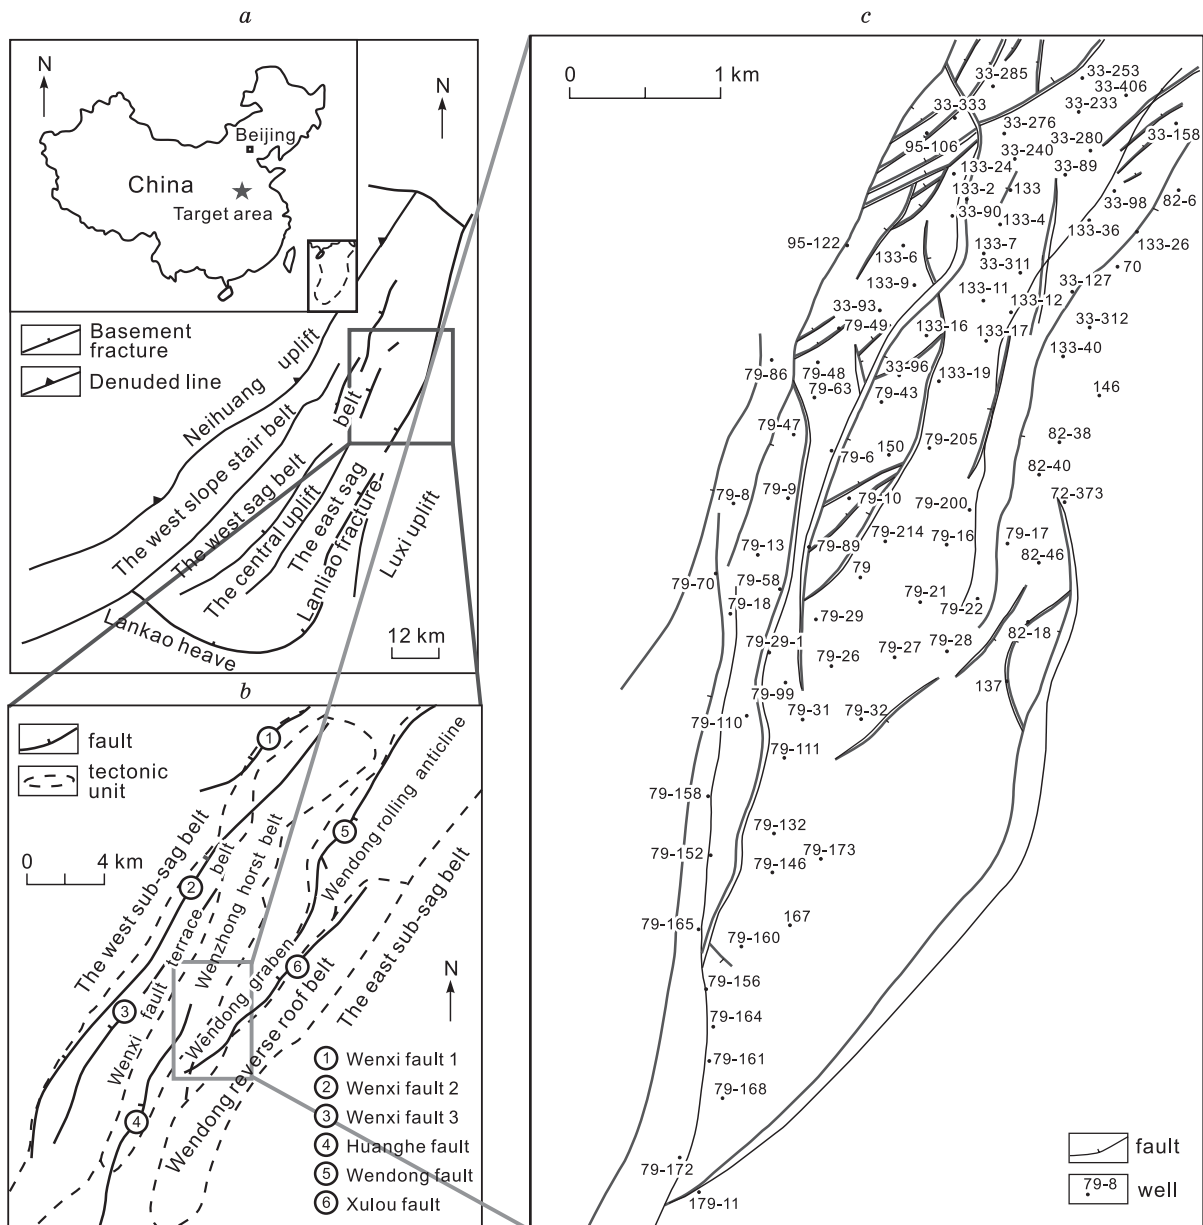 a
N
Beijing
China
Target area
N
Basement
fracture
Denuded line
Neihuang uplift
The west slope stair belt
The west sag belt
The central uplift
belt
The east sag
Lanliao fracture
Luxi uplift
Lankao heave
12 km
b
fault
tectonic
unit
0
4 km
The west sub-sag belt
Wenxi fault terrace belt
Wenzhong horst belt
Wendong graben
Wendong rolling anticline
Wendong reverse roof belt
The east sub-sag belt
N
1
2
3
4
5
6
1 Wenxi fault 1
2 Wenxi fault 2
3 Wenxi fault 3
4 Huanghe fault
5 Wendong fault
6 Xulou fault
c
0
1 km
33-285
33-253
33-406
33-333
33-233
33-276
33-280
33-158
95-106
33-240
133-24
33-89
133-2
133
33-98
82-6
33-90
133-4
133-36
95-122
133-7
133-26
133-6
33-311
70
133-9
133-11
33-127
133-12
33-93
79-49
133-16
133-17
33-312
133-40
79-86
79-48
33-96
133-19
79-63
79-43
146
79-47
79-6
150
79-205
82-38
82-40
79-8
79-9
79-10
79-200
72-373
79-13
79-89
79-214
79-16
79-17
82-46
79-70
79-58
79
79-18
79-21
79-22
79-29
79-29-1
79-26
79-27
79-28
82-18
79-99
137
79-110
79-31
79-32
79-111
79-158
79-132
79-152
79-146
79-173
79-165
167
79-160
79-156
79-164
79-161
79-168
79-172
179-11
fault
79-8
well